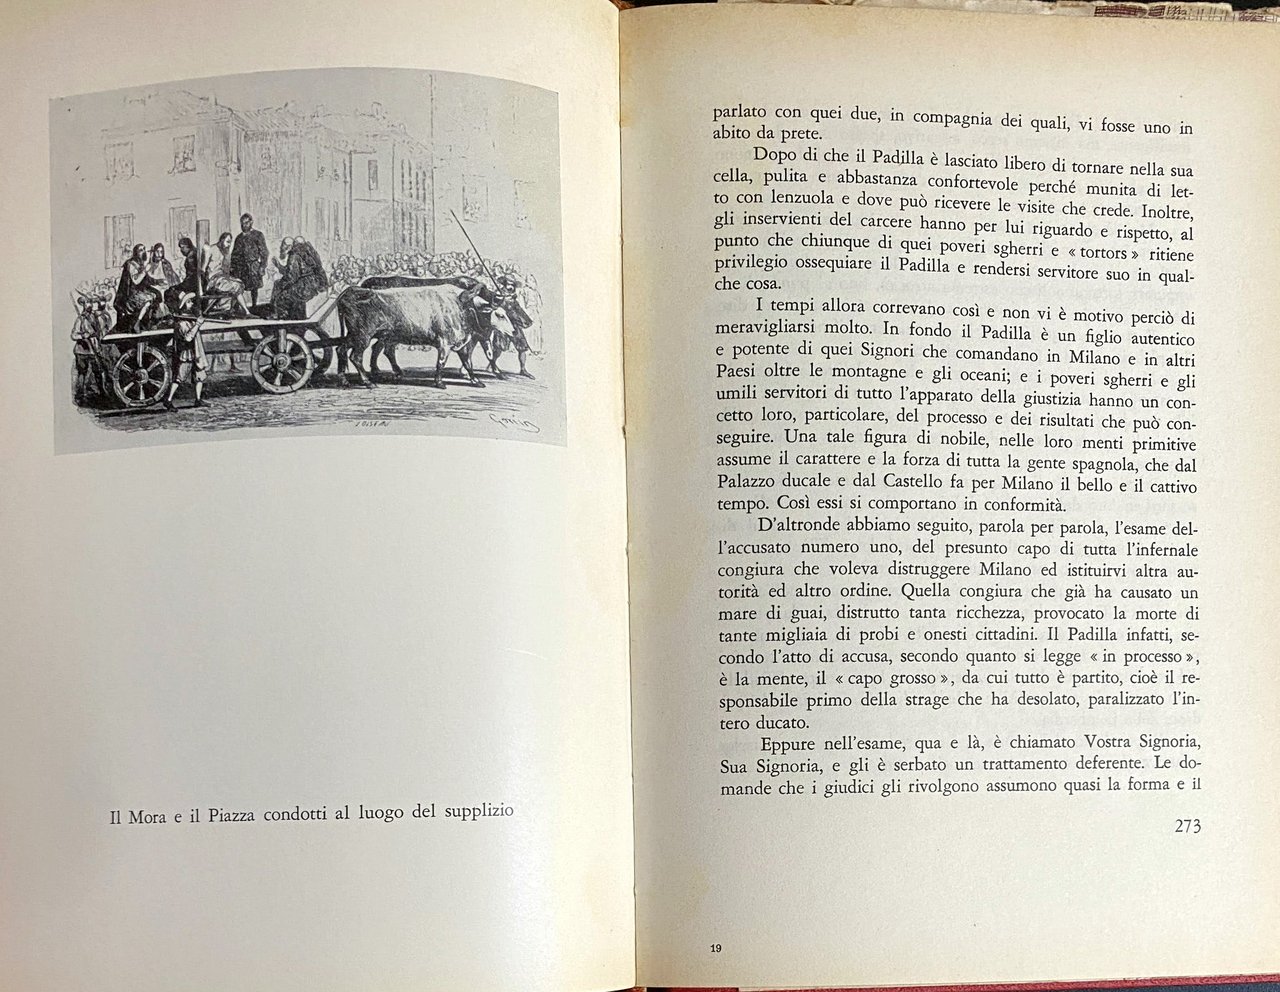 Gonin
Il Mora e il Piazza condotti al luogo del supplizio
parlato con quei due, in compagnia dei quali, vi fosse uno in
abito da prete.
Dopo di che il Padilla è lasciato libero di tornare nella sua
cella, pulita e abbastanza confortevole perché munita di let-
to con lenzuola e dove può ricevere le visite che crede. Inoltre,
gli inservienti del carcere hanno per lui riguardo e rispetto, al
punto che chiunque di quei poveri sgherri e « tortors » ritiene
privilegio ossequiare il Padilla e rendersi servitore suo in qual-
che cosa.
I tempi allora correvano così e non vi è motivo perciò di
meravigliarsi molto. In fondo il Padilla è un figlio autentico
e potente di quei Signori che comandano in Milano e in altri
Paesi oltre le montagne e gli oceani; e i poveri sgherri e gli
umili servitori di tutto l'apparato della giustizia hanno un con-
cetto loro, particolare, del processo e dei risultati che può con-
seguire. Una tale figura di nobile, nelle loro menti primitive
assume il carattere e la forza di tutta la gente spagnola, che dal
Palazzo ducale e dal Castello fa per Milano il bello e il cattivo
tempo. Così essi si comportano in conformità.
D'altronde abbiamo seguito, parola per parola, l'esame del-
l'accusato numero uno, del presunto capo di tutta l'infernale
congiura che voleva distruggere Milano ed istituirvi altra au-
torità ed altro ordine. Quella congiura che già ha causato un
mare di guai, distrutto tanta ricchezza, provocato la morte di
tante migliaia di probi e onesti cittadini. Il Padilla infatti, se-
condo l'atto di accusa, secondo quanto si legge « in processo »,
è la mente, il « capo grosso », da cui tutto è partito, cioè il re-
sponsabile primo della strage che ha desolato, paralizzato l'in-
tero ducato.
Eppure nell'esame, qua e là, è chiamato Vostra Signoria,
Sua Signoria, e gli è serbato un trattamento deferente. Le do-
mande che i giudici gli rivolgono assumono quasi la forma e il
273
19